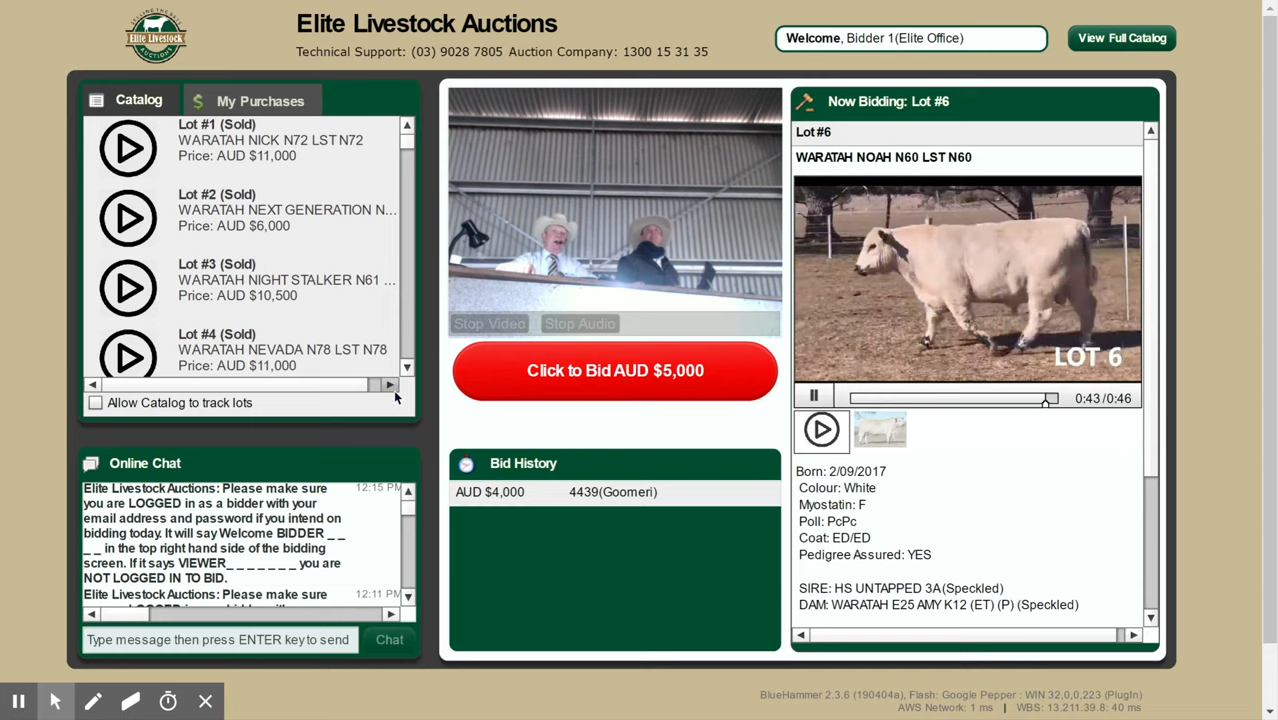 SELLING THE BEST
Elite Livestock
AUCTIONS
Elite Livestock Auctions
Technical Support: (03) 9028 7805 Auction Company: 1300 15 31 35
Welcome, Bidder 1(Elite Office)
View Full Catalog
Catalog
My Purchases
Lot #1 (Sold)
WARATAH NICK N72 LST N72
Price: AUD $11,000
Lot #2 (Sold)
WARATAH NEXT GENERATION N...
Price: AUD $6,000
Lot #3 (Sold)
WARATAH NIGHT STALKER N61 ...
Price: AUD $10,500
Lot #4 (Sold)
WARATAH NEVADA N78 LST N78
Price: AUD $11,000
Allow Catalog to track lots
Online Chat
Elite Livestock Auctions: Please make sure 12:15 PM
you are LOGGED in as a bidder with your
email address and password if you intend on
bidding today. It will say Welcome BIDDER _ _
_ _ in the top right hand side of the bidding
screen. If it says VIEWER_ _ _ _ _ _ _ you are
NOT LOGGED IN TO BID.
Elite Livestock Auctions: Please make sure 12:11 PM
Type message then press ENTER key to send
Chat
Stop Video Stop Audio
Click to Bid AUD $5,000
Bid History
AUD $4,000 4439(Goomeri)
Now Bidding: Lot #6
Lot #6
WARATAH NOAH N60 LST N60
LOT 6
0:43 /0:46
Born: 2/09/2017
Colour: White
Myostatin: F
Poll: PcPc
Coat: ED/ED
Pedigree Assured: YES
SIRE: HS UNTAPPED 3A (Speckled)
DAM: WARATAH E25 AMY K12 (ET) (P) (Speckled)
BlueHammer 2.3.6 (190404a), Flash: Google Pepper : WIN 32,0,0,223 (PlugIn)
AWS Network: 1 ms | WBS: 13.211.39.8: 40 ms